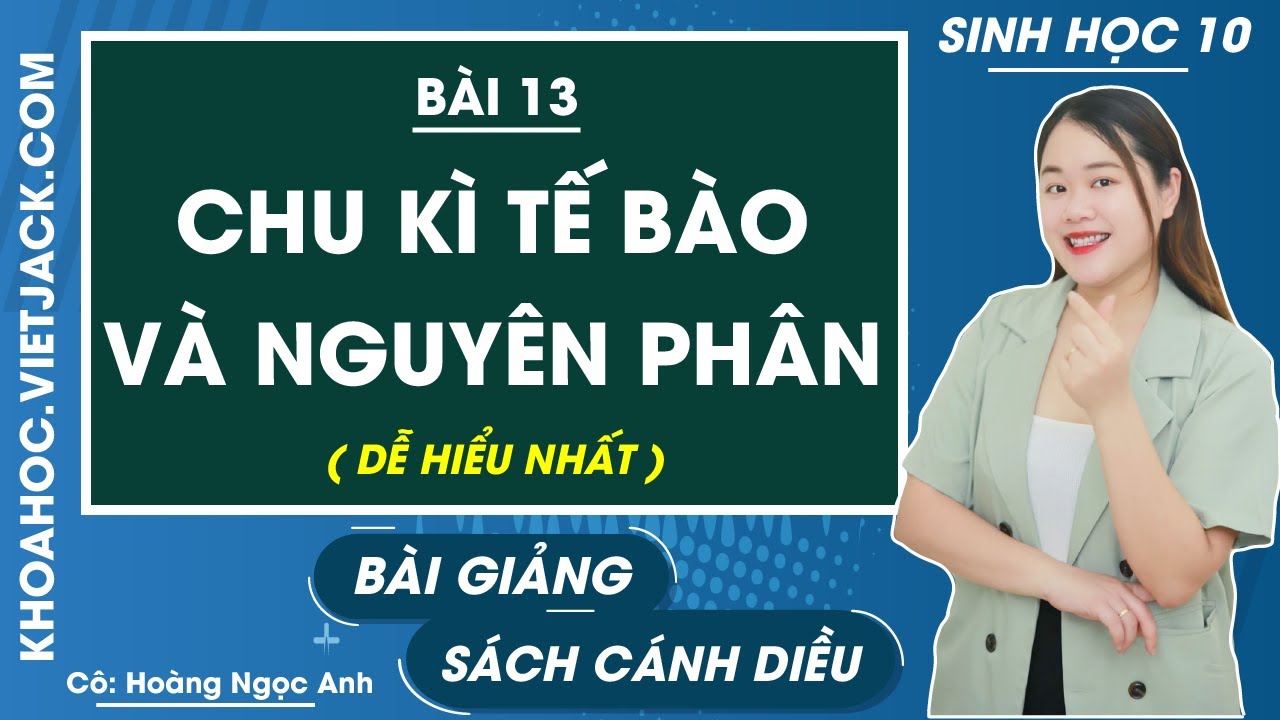 KHOAHOC.VIETJACK.COM
SINH HỌC 10
BÀI 13
CHU KÌ TẾ BÀO
VÀ NGUYÊN PHÂN
( DỄ HIỂU NHẤT )
BÀI GIẢNG
SÁCH CÁNH DIỀU
Cô: Hoàng Ngọc Anh